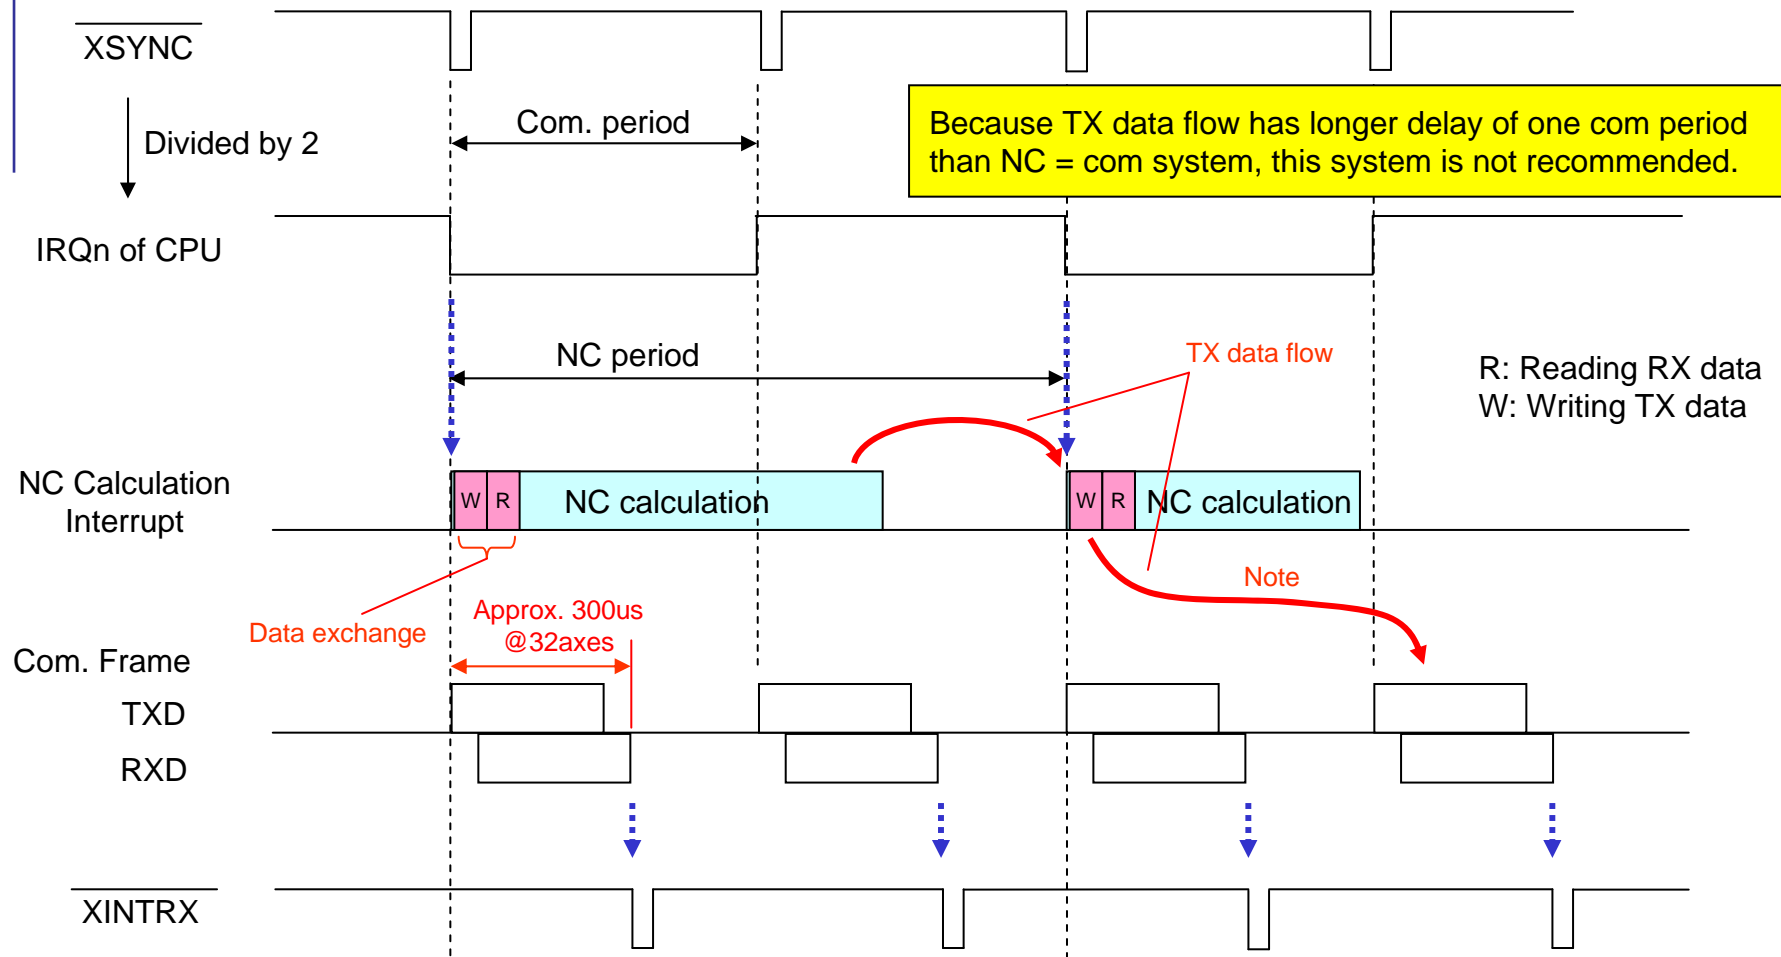 XSYNC
Divided by 2
Com. period
Because TX data flow has longer delay of one com period
than NC = com system, this system is not recommended.
IRQn of CPU
NC period
TX data flow
R: Reading RX data
W: Writing TX data
NC Calculation
Interrupt
W R NC calculation
W R NC calculation
Note
Data exchange
Approx. 300us
@32axes
Com. Frame
TXD
RXD
XINTRX